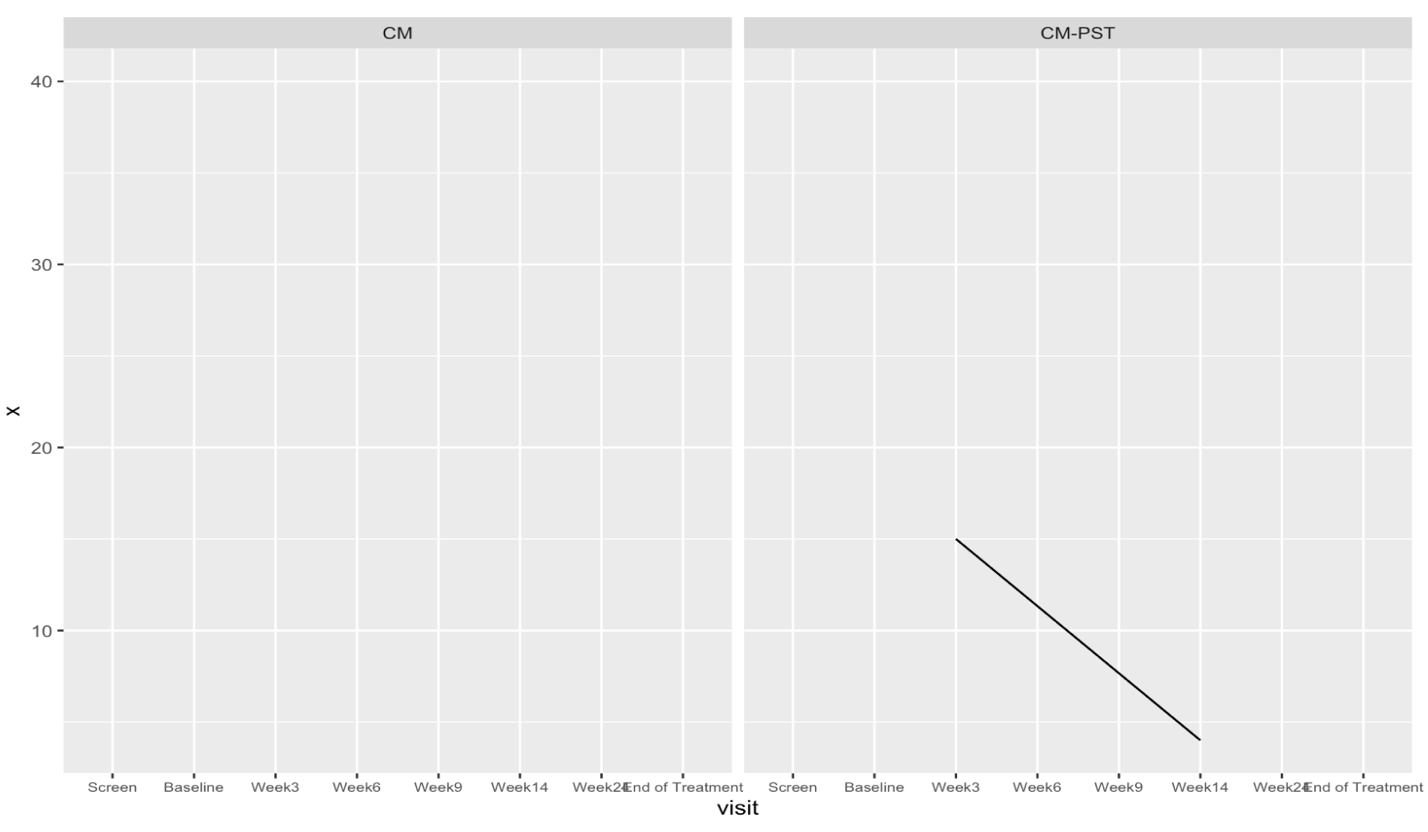 CM CM-PST
40
30
x
20
10
Screen Baseline Week3 Week6 Week9 Week14 Week24 End of Treatment Screen Baseline Week3 Week6 Week9 Week14 Week24 End of Treatment
visit